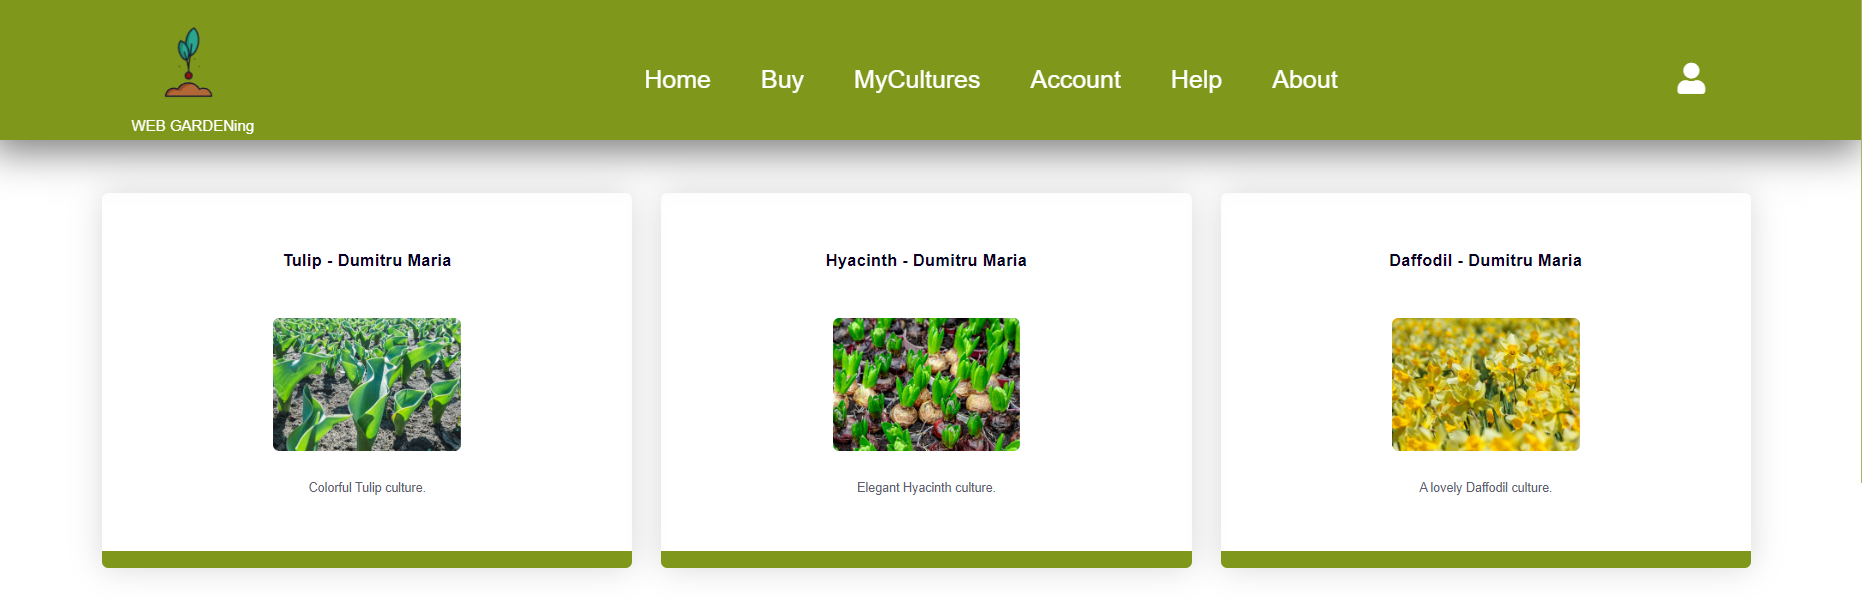 WEB GARDENing
Home Buy MyCultures Account Help About
Tulip - Dumitru Maria
Colorful Tulip culture.
Hyacinth - Dumitru Maria
Elegant Hyacinth culture.
Daffodil - Dumitru Maria
A lovely Daffodil culture.